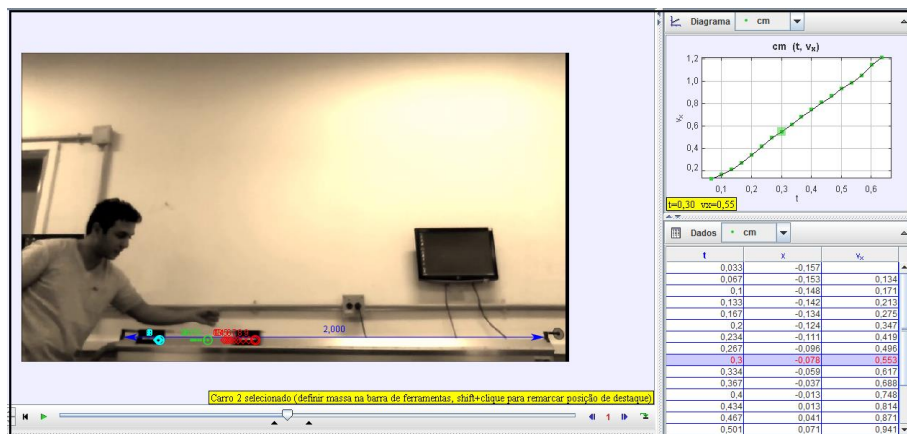 Diagrama cm
cm (t, vx)
1,2
1,0
0,8
0,6
0,4
0,2
vx
0,1 0,2 0,3 0,4 0,5 0,6
t
t=0,30 vx=0,55
Dados cm
t x vx
0,033 -0,157
0,067 -0,153 0,134
0,1 -0,148 0,171
0,133 -0,142 0,213
0,167 -0,134 0,275
0,2 -0,124 0,347
0,234 -0,111 0,419
0,267 -0,096 0,496
0,3 -0,078 0,553
0,334 -0,059 0,617
0,367 -0,037 0,688
0,4 -0,013 0,748
0,434 0,013 0,814
0,467 0,041 0,871
0,501 0,071 0,941
2,000
Carro 2 selecionado (definir massa na barra de ferramentas, shift+clique para remarcar posição de destaque)
1